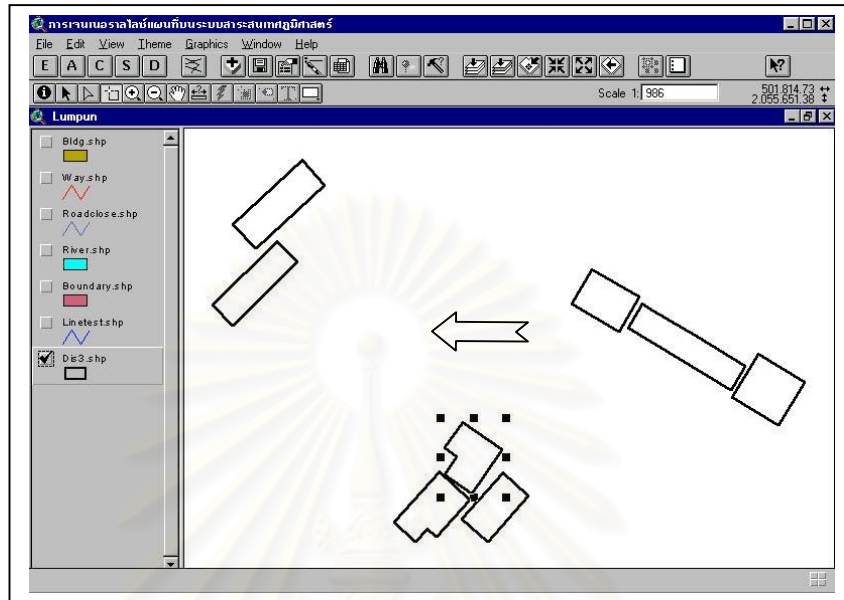 การเจนเนอราลไลซ์แผนที่บนระบบสาระสนเทศภูมิศาสตร์
File Edit View Theme Graphics Window Help
E A C S D
Scale 1: 986
501,814.73
2,055,651.38
Lumpun
Bldg.shp
Way.shp
Roadclose.shp
River.shp
Boundary.shp
Linetest.shp
Dis3.shp